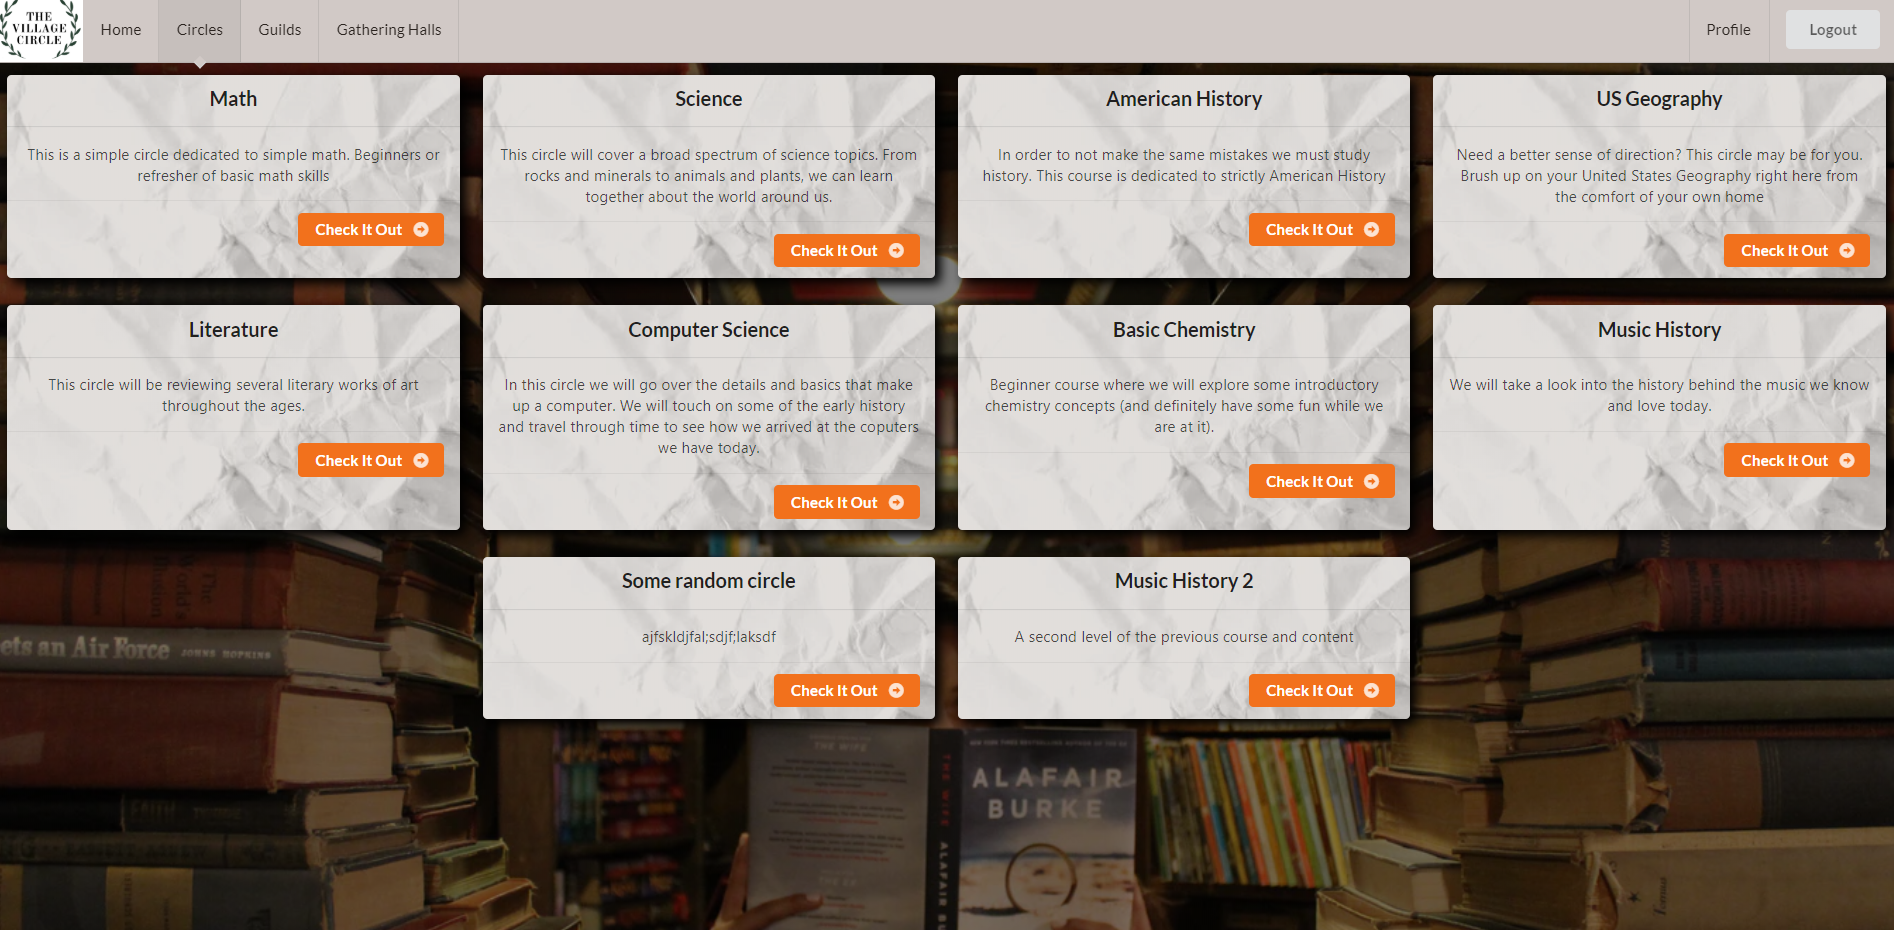 THE
VILLAGE
CIRCLE
Home
Circles
Guilds
Gathering Halls
Profile
Logout
Math
This is a simple circle dedicated to simple math. Beginners or
refresher of basic math skills
Check It Out
Science
This circle will cover a broad spectrum of science topics. From
rocks and minerals to animals and plants, we can learn
together about the world around us.
Check It Out
American History
In order to not make the same mistakes we must study
history. This course is dedicated to strictly American History
Check It Out
US Geography
Need a better sense of direction? This circle may be for you.
Brush up on your United States Geography right here from
the comfort of your own home
Check It Out
Literature
This circle will be reviewing several literary works of art
throughout the ages.
Check It Out
Computer Science
In this circle we will go over the details and basics that make
up a computer. We will touch on some of the early history
and travel through time to see how we arrived at the coputers
we have today.
Check It Out
Basic Chemistry
Beginner course where we will explore some introductory
chemistry concepts (and definitely have some fun while we
are at it).
Check It Out
Music History
We will take a look into the history behind the music we know
and love today.
Check It Out
Some random circle
ajfskldjfal;sdjf;laksdf
Check It Out
Music History 2
A second level of the previous course and content
Check It Out
ets an Air Force
JOHNS HOPKINS
FAITH
THE WIFE
THE WIFE
ALAFAIR BU
ALAFAIR
BURKE